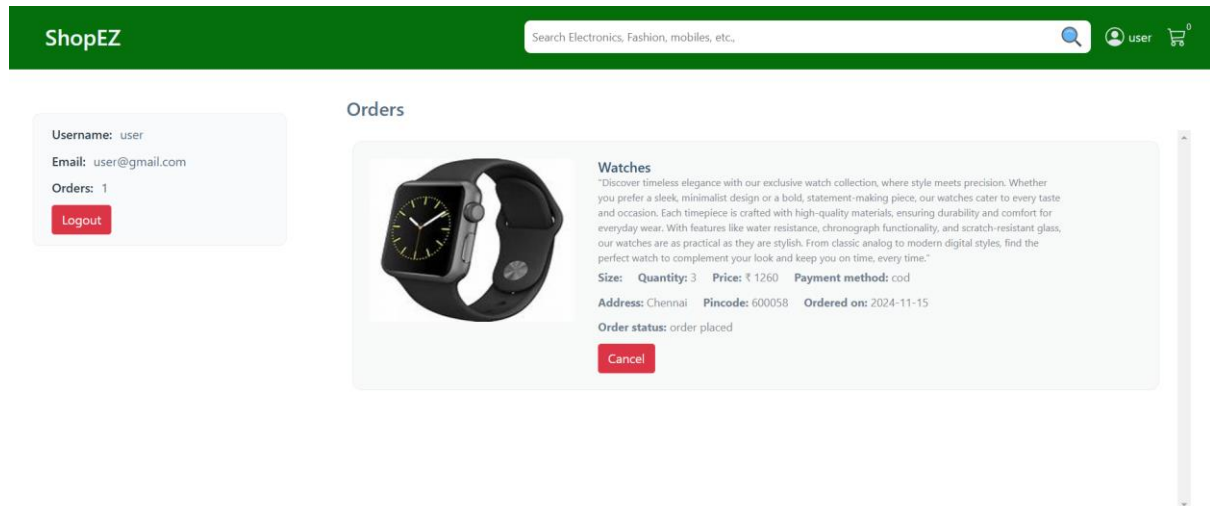 ShopEZ
Search Electronics, Fashion, mobiles, etc.,
user
0
Username: user
Email: user@gmail.com
Orders: 1
Logout
Orders
Watches
"Discover timeless elegance with our exclusive watch collection, where style meets precision. Whether
you prefer a sleek, minimalist design or a bold, statement-making piece, our watches cater to every taste
and occasion. Each timepiece is crafted with high-quality materials, ensuring durability and comfort for
everyday wear. With features like water resistance, chronograph functionality, and scratch-resistant glass,
our watches are as practical as they are stylish. From classic analog to modern digital styles, find the
perfect watch to complement your look and keep you on time, every time."
Size: Quantity: 3 Price: ₹ 1260 Payment method: cod
Address: Chennai Pincode: 600058 Ordered on: 2024-11-15
Order status: order placed
Cancel